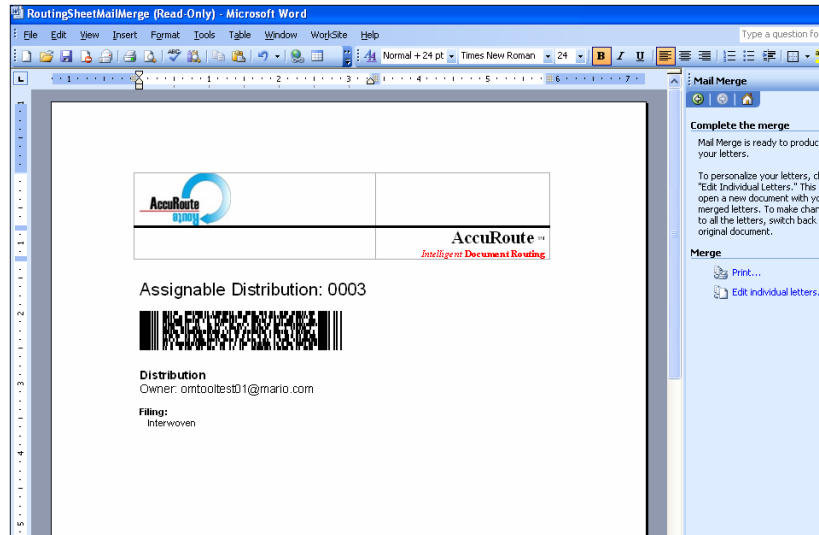 RoutingSheetMailMerge (Read-Only) - Microsoft Word
File Edit View Insert Format Tools Table Window WorkSite Help
Type a question fo
Normal + 24 pt Times New Roman 24 B I U
Mail Merge
Complete the merge
Mail Merge is ready to produc
your letters.
To personalize your letters, cl
"Edit Individual Letters." This
open a new document with yo
merged letters. To make chan
to all the letters, switch back
original document.
Merge
Print...
Edit individual letters.
AccuRoute
Route
AccuRoute SM
Intelligent Document Routing
Assignable Distribution: 0003
Distribution
Owner: omtooltest01@mario.com
Filing:
Interwoven